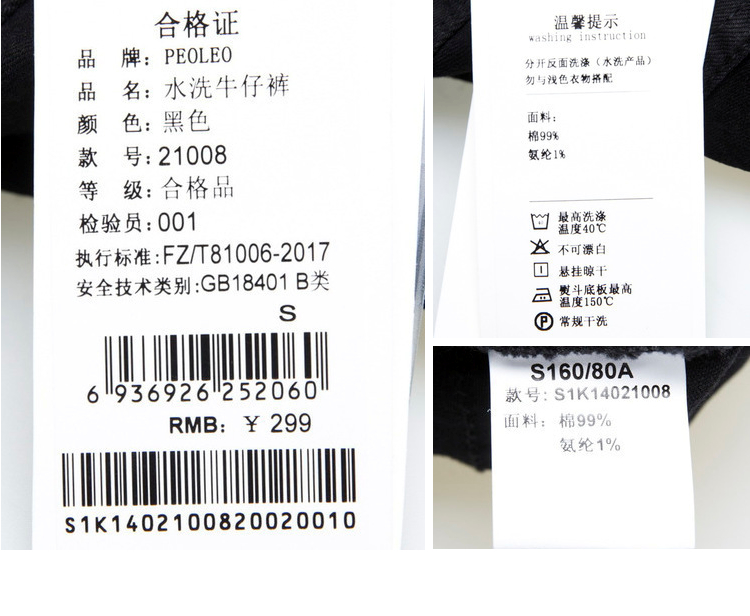 合格证
品 牌: PEOLEO
品 名: 水洗牛仔裤
颜 色: 黑色
款 号: 21008
等 级: 合格品
检验员: 001
执行标准: FZ/T81006-2017
安全技术类别: GB18401 B类
S
6 936926 252060
RMB: ¥ 299
S1K1402100820020010
温馨提示
washing instruction
分开反面洗涤（水洗产品）
勿与浅色衣物搭配
面料:
棉99%
氨纶1%
最高洗涤
温度40℃
不可漂白
悬挂晾干
熨斗底板最高
温度150℃
P
常规干洗
S160/80A
款号: S1K14021008
面料: 棉99%
氨纶1%